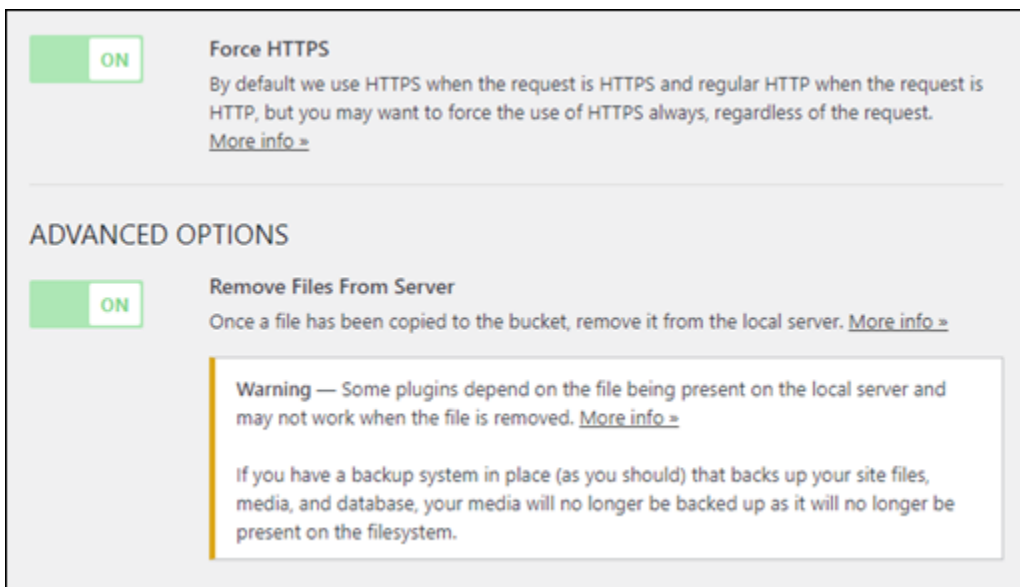 ON
Force HTTPS
By default we use HTTPS when the request is HTTPS and regular HTTP when the request is
HTTP, but you may want to force the use of HTTPS always, regardless of the request.
More info »
ADVANCED OPTIONS
ON
Remove Files From Server
Once a file has been copied to the bucket, remove it from the local server. More info »
Warning — Some plugins depend on the file being present on the local server and
may not work when the file is removed. More info »
If you have a backup system in place (as you should) that backs up your site files,
media, and database, your media will no longer be backed up as it will no longer be
present on the filesystem.